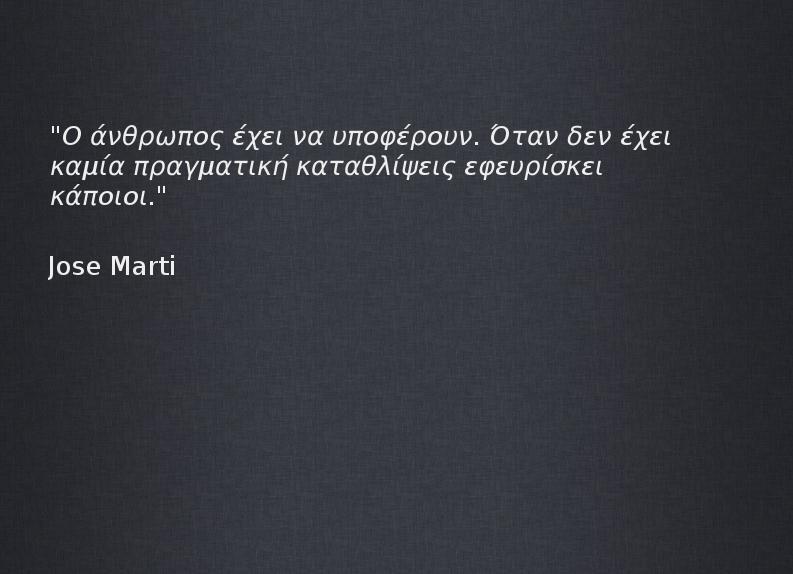 "Ο άνθρωπος έχει να υποφέρουν. Όταν δεν έχει
καμία πραγματική καταθλίψεις εφευρίσκει
κάποιοι."
Jose Marti